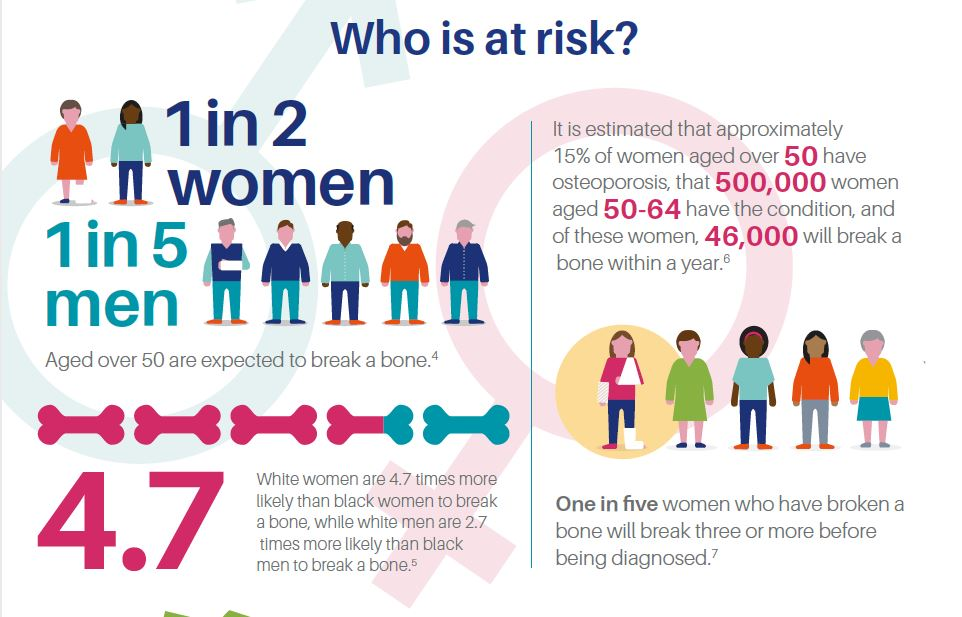 Who is at risk?
1 in 2
women
1 in 5
men
Aged over 50 are expected to break a bone.4
4.7
White women are 4.7 times more
likely than black women to break
a bone, while white men are 2.7
times more likely than black
men to break a bone.5
It is estimated that approximately
15% of women aged over 50 have
osteoporosis, that 500,000 women
aged 50-64 have the condition, and
of these women, 46,000 will break a
bone within a year.6
One in five women who have broken a
bone will break three or more before
being diagnosed.7